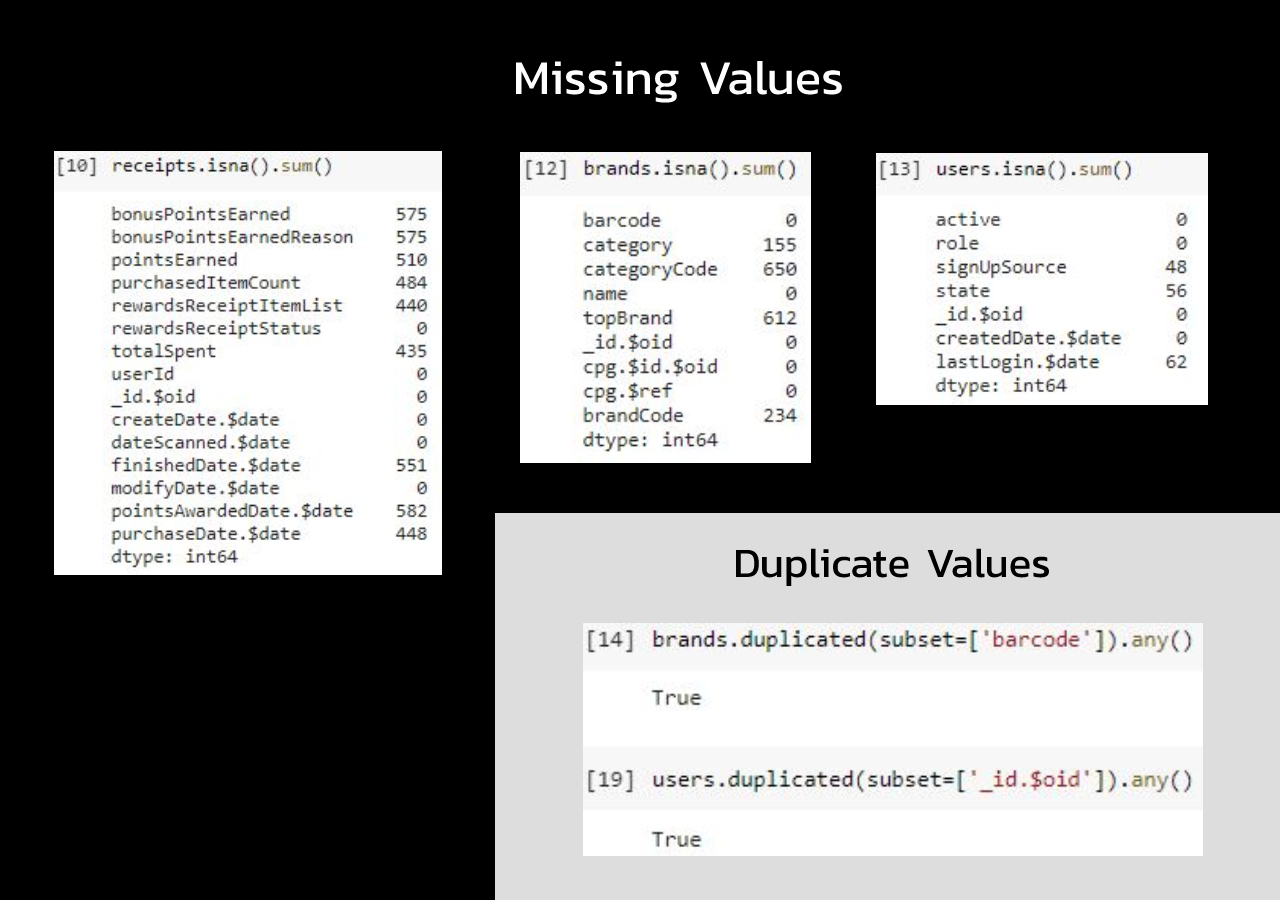 Missing Values
[10] receipts.isna().sum()
bonusPointsEarned 575
bonusPointsEarnedReason 575
pointsEarned 510
purchasedItemCount 484
rewardsReceiptItemList 440
rewardsReceiptStatus 0
totalSpent 435
userId 0
_id.$oid 0
createDate.$date 0
dateScanned.$date 0
finishedDate.$date 551
modifyDate.$date 0
pointsAwardedDate.$date 582
purchaseDate.$date 448
dtype: int64
[12] brands.isna().sum()
barcode 0
category 155
categoryCode 650
name 0
topBrand 612
_id.$oid 0
cpg.$id.$oid 0
cpg.$ref 0
brandCode 234
dtype: int64
[13] users.isna().sum()
active 0
role 0
signUpSource 48
state 56
_id.$oid 0
createdDate.$date 0
lastLogin.$date 62
dtype: int64
Duplicate Values
[14] brands.duplicated(subset=['barcode']).any()
True
[19] users.duplicated(subset=['_id.$oid']).any()
True